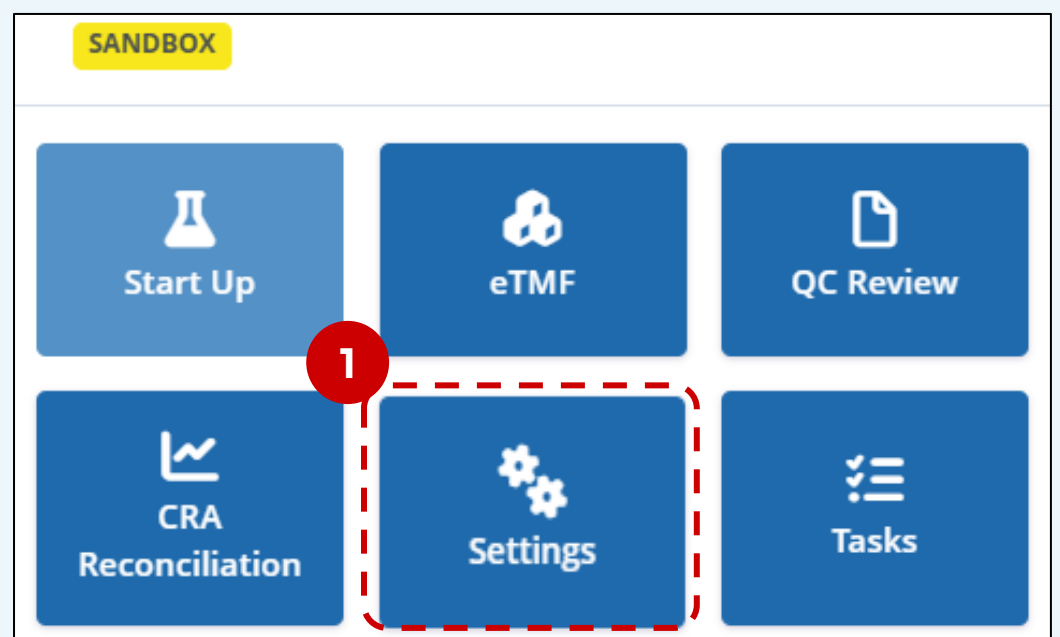 SANDBOX
Start Up
eTMF
QC Review
1
CRA
Reconciliation
Settings
Tasks